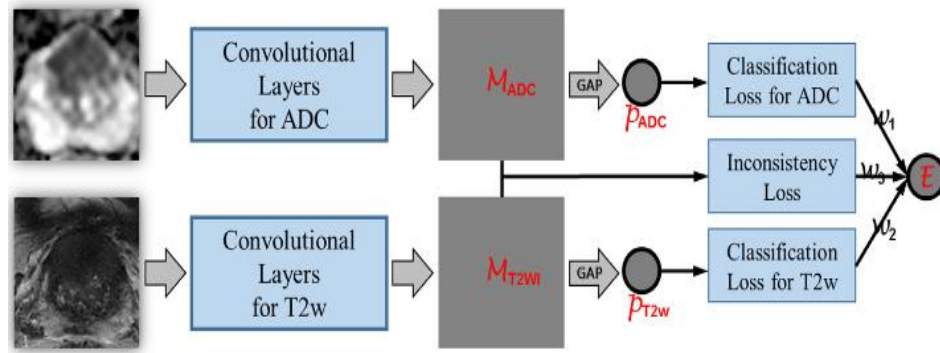 Convolutional
Layers
for ADC
M_ADC
GAP
p_ADC
Classification
Loss for ADC
w_1
Inconsistency
Loss
w_3
E
Convolutional
Layers
for T2w
M_T2WI
GAP
p_T2w
Classification
Loss for T2w
w_2